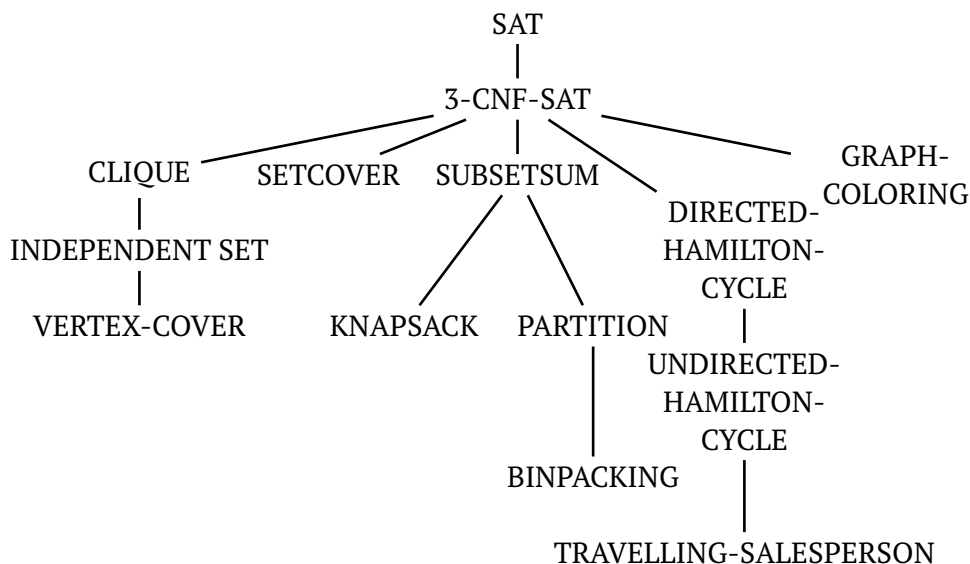 SAT
3-CNF-SAT
CLIQUE
SETCOVER
SUBSETSUM
GRAPH-
COLORING
DIRECTED-
HAMILTON-
CYCLE
INDEPENDENT SET
VERTEX-COVER
KNAPSACK
PARTITION
UNDIRECTED-
HAMILTON-
CYCLE
BINPACKING
TRAVELLING-SALESPERSON